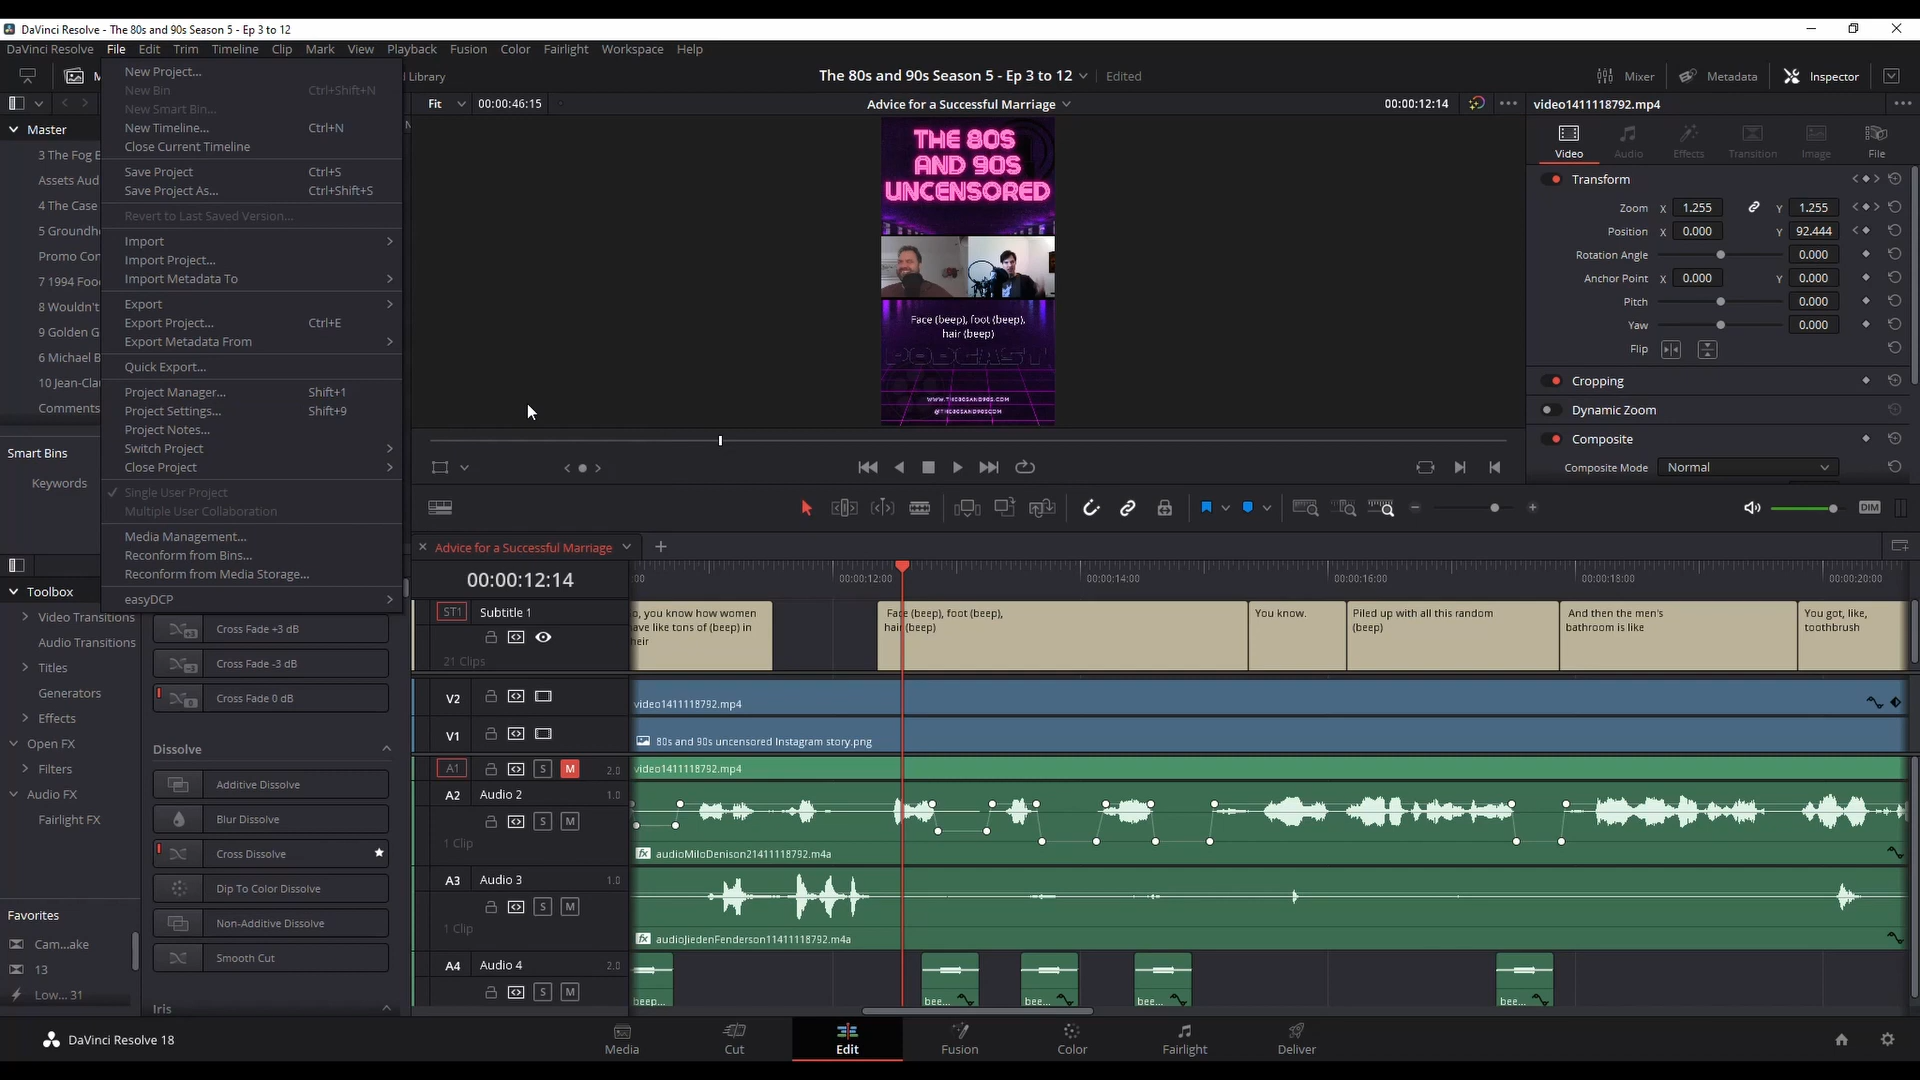 DaVinci Resolve - The 80s and 90s Season 5 - Ep 3 to 12
DaVinci Resolve File Edit Trim Timeline Clip Mark View Playback Fusion Color Fairlight Workspace Help
Library The 80s and 90s Season 5 - Ep 3 to 12 Edited Mixer Metadata Inspector
Fit 00:00:46:15 Advice for a Successful Marriage 00:00:12:14 video1411118792.mp4
New Project...
New Bin Ctrl+Shift+N
New Smart Bin...
New Timeline... Ctrl+N
Close Current Timeline
Save Project Ctrl+S
Save Project As... Ctrl+Shift+S
Revert to Last Saved Version...
Import
Import Project...
Import Metadata To
Export
Export Project... Ctrl+E
Export Metadata From
Quick Export...
Project Manager... Shift+1
Project Settings... Shift+9
Project Notes...
Switch Project
Close Project
Single User Project
Multiple User Collaboration
Media Management...
Reconform from Bins...
Reconform from Media Storage...
easyDCP
Master
3 The Fog
Assets Aud
4 The Case
5 Groundh
Promo Con
7 1994 Foo
8 Wouldn't
9 Golden G
6 Michael B
10 Jean-Cla
Comments
Smart Bins
Keywords
THE 80S
AND 90S
UNCENSORED
Face (beep), foot (beep),
hair (beep)
PODCAST
WWW.THE80SAND90S.COM
@THE80SAND90SCOM
Video Audio Effects Transition Image File
Transform
Zoom X 1.255 Y 1.255
Position X 0.000 Y 92.444
Rotation Angle 0.000
Anchor Point X 0.000 Y 0.000
Pitch 0.000
Yaw 0.000
Flip
Cropping
Dynamic Zoom
Composite
Composite Mode Normal
DIM
Advice for a Successful Marriage
00:00:12:14 :00 00:00:12:00 00:00:14:00 00:00:16:00 00:00:18:00 00:00:20:00
Toolbox
Video Transitions
Audio Transitions
Titles
Generators
Effects
Open FX
Filters
Audio FX
Fairlight FX
Favorites
Cam...ake
13
Low... 31
Cross Fade +3 dB
Cross Fade -3 dB
Cross Fade 0 dB
Dissolve
Additive Dissolve
Blur Dissolve
Cross Dissolve
Dip To Color Dissolve
Non-Additive Dissolve
Smooth Cut
Iris
ST1 Subtitle 1
21 Clips
o, you know how women
ave like tons of (beep) in
heir
Face (beep), foot (beep),
hair (beep)
You know.
Piled up with all this random
(beep)
And then the men's
bathroom is like
You got, like,
toothbrush
V2 video1411118792.mp4
V1 80s and 90s uncensored Instagram story.png
A1 S M 2.0 video1411118792.mp4
A2 Audio 2 1.0
S M
1 Clip
fx audioMiloDenison21411118792.m4a
A3 Audio 3 1.0
S M
1 Clip
fx audioJiedenFenderson11411118792.m4a
A4 Audio 4 2.0
S M
beep... bee... bee... bee... bee...
DaVinci Resolve 18
Media Cut Edit Fusion Color Fairlight Deliver